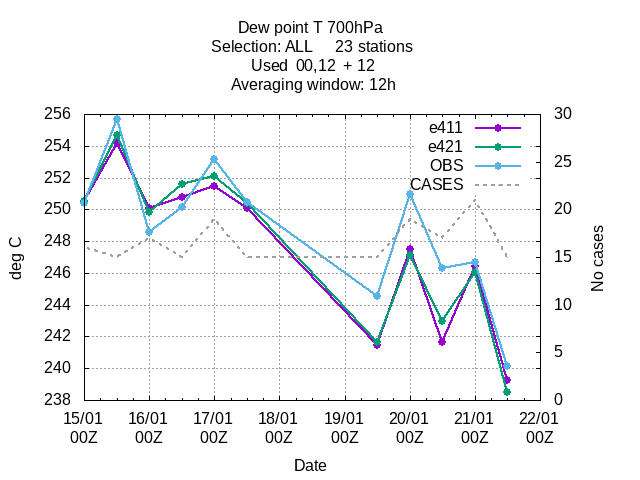 Dew point T 700hPa
Selection: ALL 23 stations
Used 00,12 + 12
Averaging window: 12h
256
254
252
250
248
246
244
242
240
238
deg C
30
25
20
15
10
5
0
No cases
e411
e421
OBS
CASES
15/01 16/01 17/01 18/01 19/01 20/01 21/01 22/01
00Z 00Z 00Z 00Z 00Z 00Z 00Z 00Z
Date